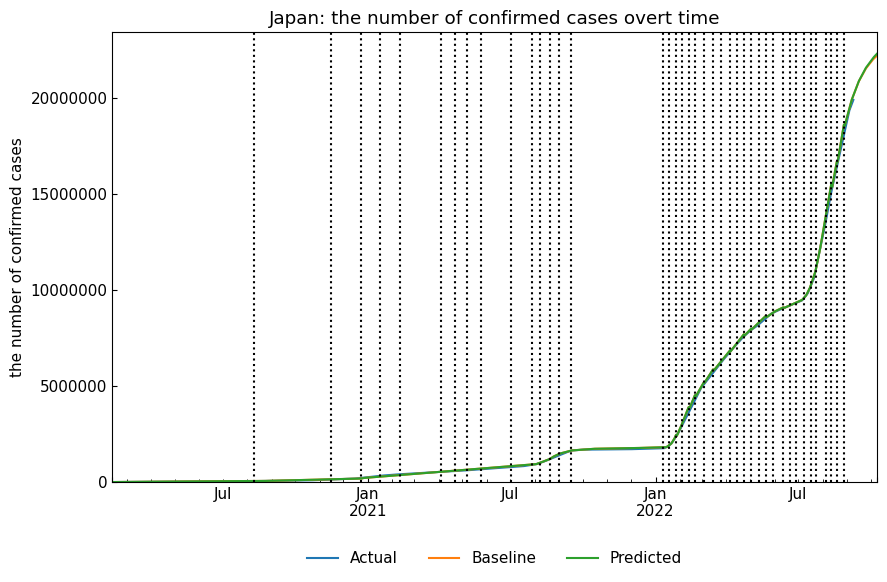 Japan: the number of confirmed cases overt time
the number of confirmed cases
20000000
15000000
10000000
5000000
0
Jul
Jan
2021
Jul
Jan
2022
Jul
Actual
Baseline
Predicted